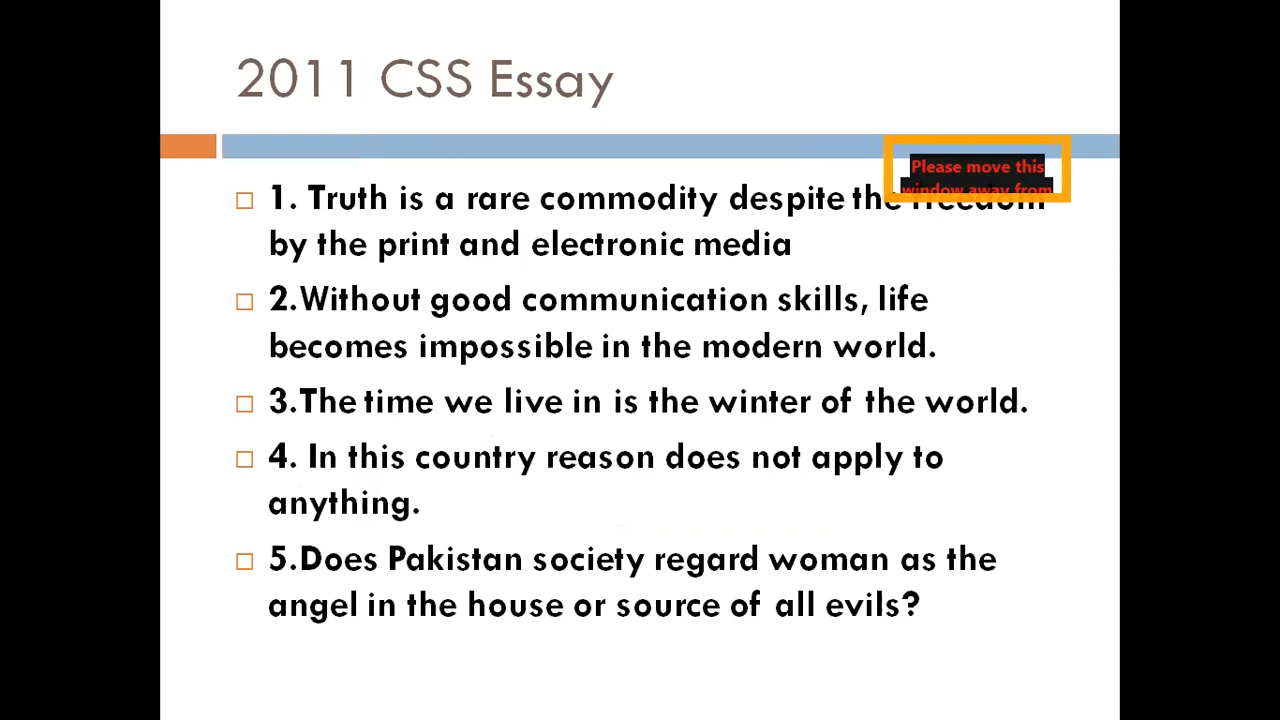 2011 CSS Essay
Please move this
window away from
1. Truth is a rare commodity despite the freedom
by the print and electronic media
2.Without good communication skills, life
becomes impossible in the modern world.
3.The time we live in is the winter of the world.
4. In this country reason does not apply to
anything.
5.Does Pakistan society regard woman as the
angel in the house or source of all evils?